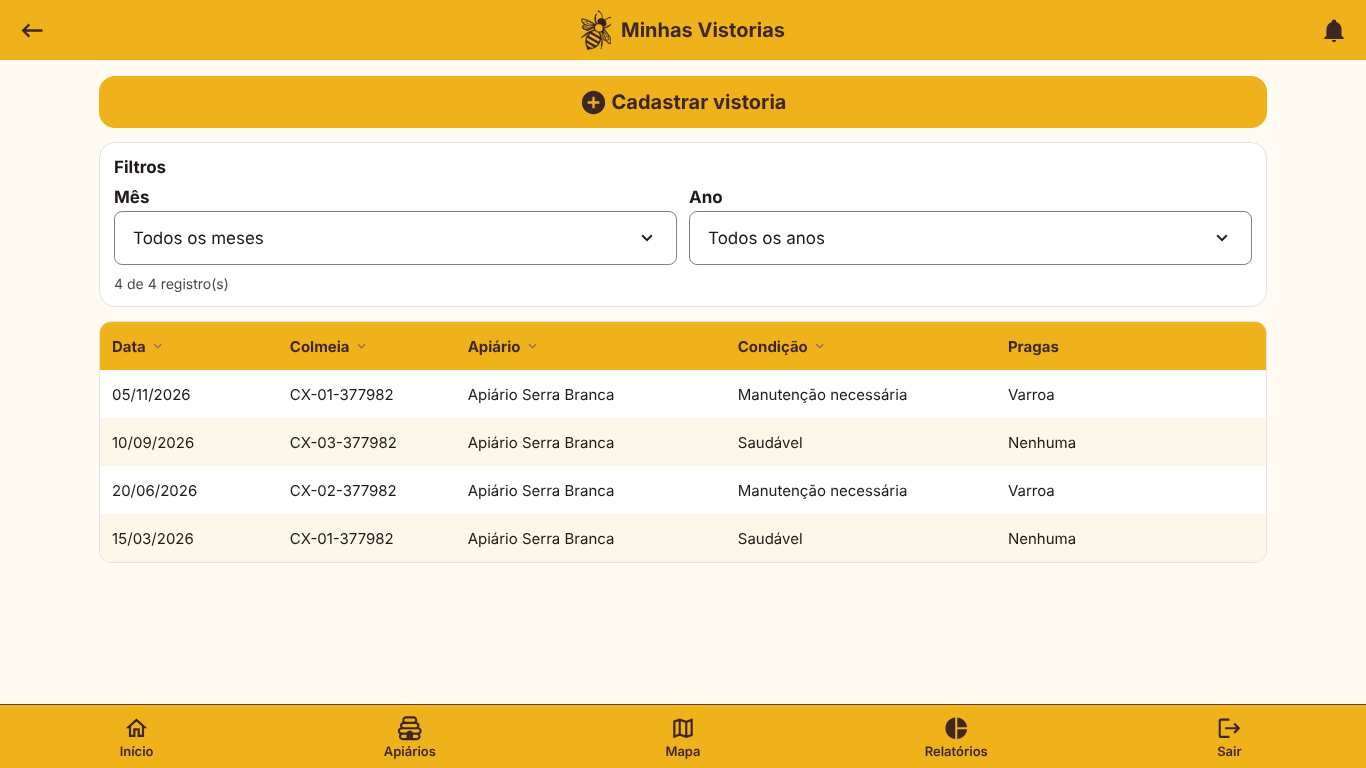 Minhas Vistorias
Cadastrar vistoria
Filtros
Mês Ano
Todos os meses Todos os anos
4 de 4 registro(s)
Data Colmeia Apiário Condição Pragas
05/11/2026 CX-01-377982 Apiário Serra Branca Manutenção necessária Varroa
10/09/2026 CX-03-377982 Apiário Serra Branca Saudável Nenhuma
20/06/2026 CX-02-377982 Apiário Serra Branca Manutenção necessária Varroa
15/03/2026 CX-01-377982 Apiário Serra Branca Saudável Nenhuma
Início Apiários Mapa Relatórios Sair